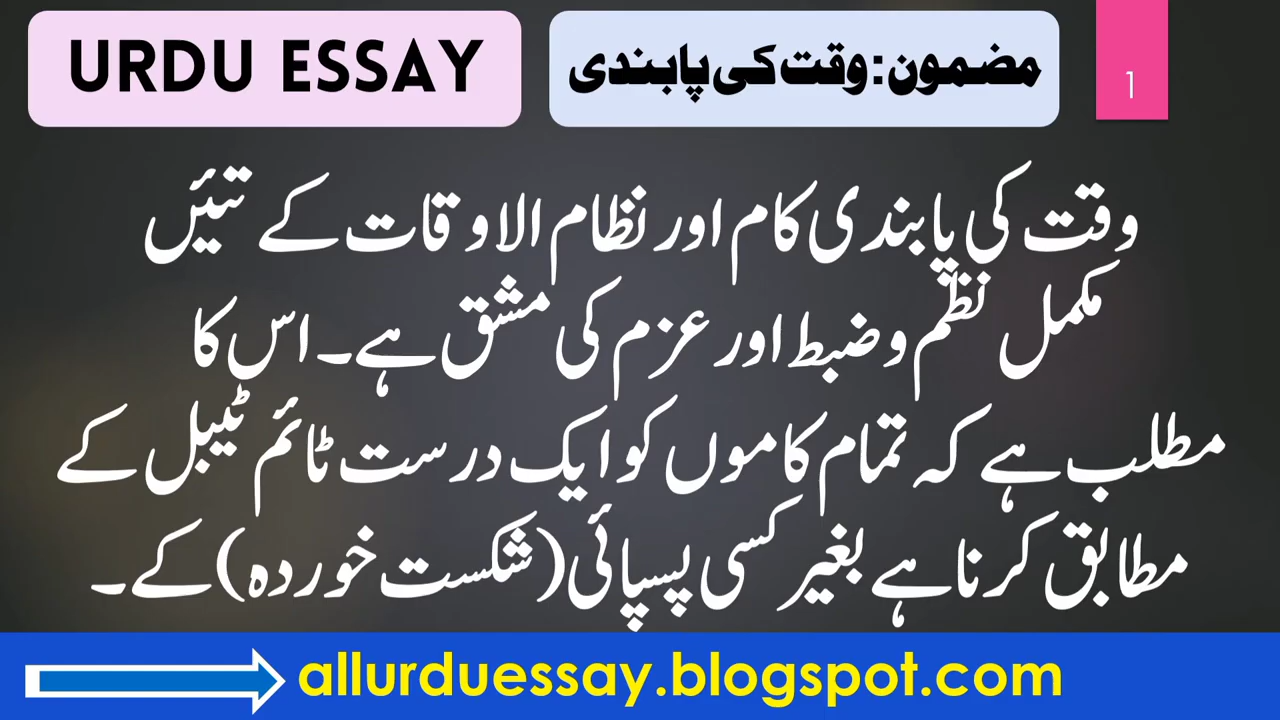 URDU ESSAY
مضمون: وقت کی پابندی
1
وقت کی پابندی کام اور نظام الاوقات کے تئیں
مکمل نظم و ضبط اور عزم کی مشق ہے۔ اس کا
مطلب ہے کہ تمام کاموں کو ایک درست ٹائم ٹیبل کے
مطابق کرنا ہے بغیر کسی پسپائی (شکست خوردہ) کے۔
allurduessay.blogspot.com